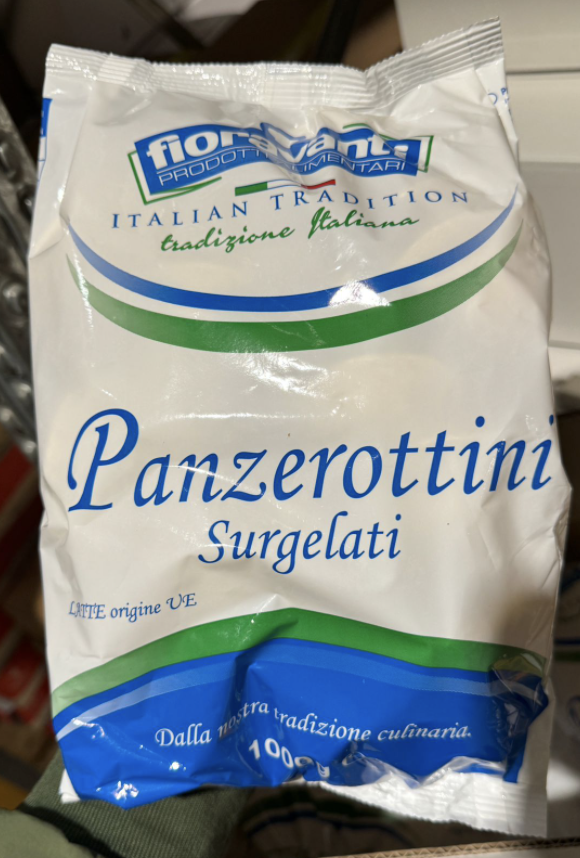 fioravanti
PRODOTTI ALIMENTARI
ITALIAN TRADITION
tradizione Italiana
Panzerottini
Surgelati
LATTE origine UE
Dalla nostra tradizione culinaria.